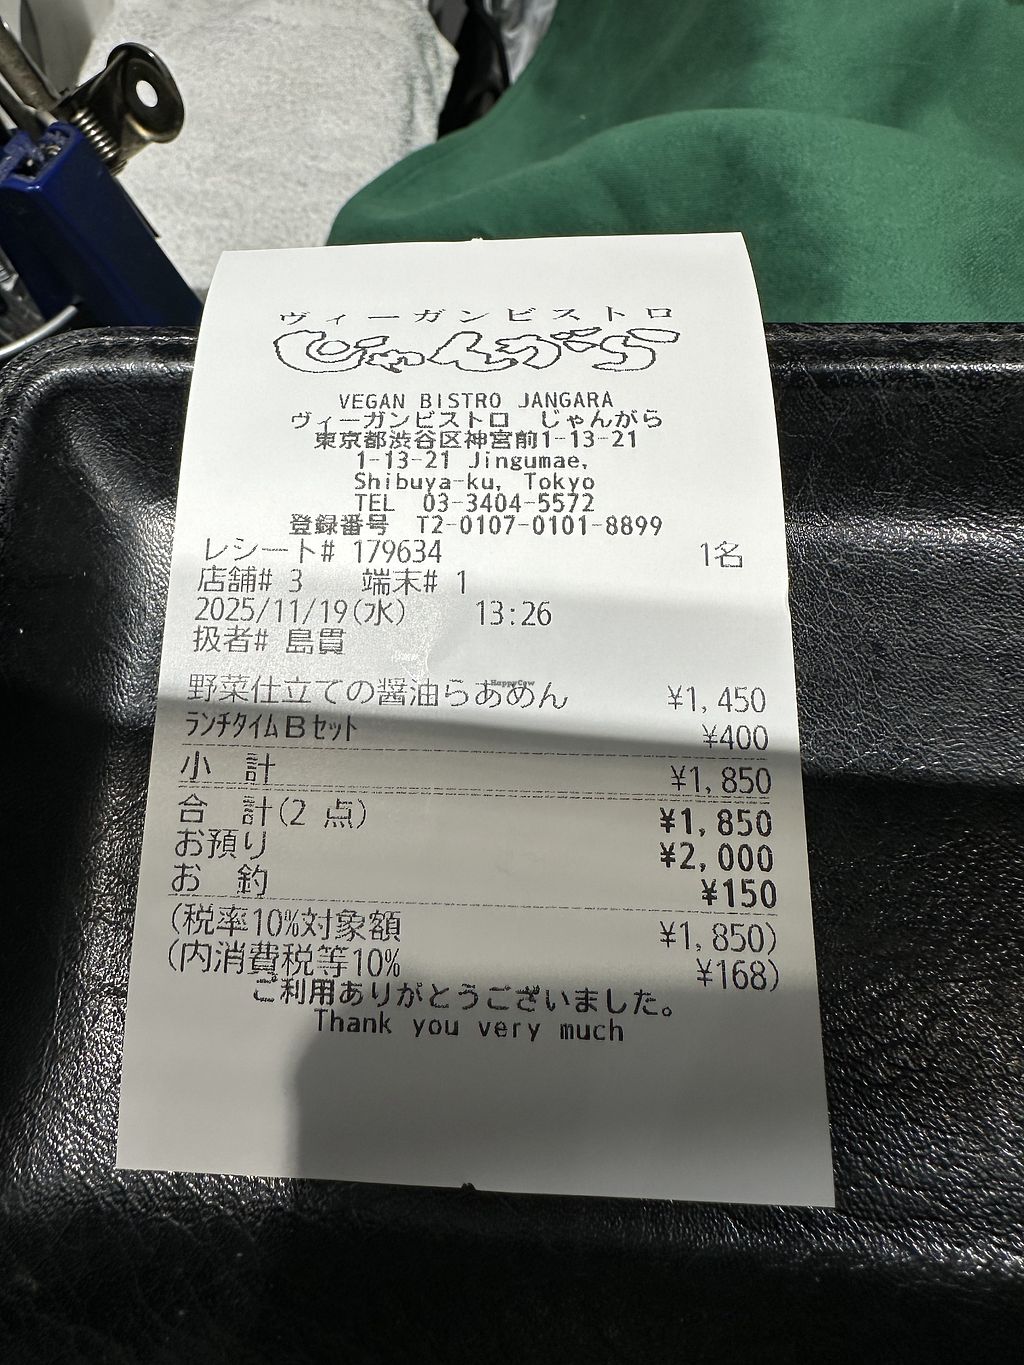 ヴィーガンビストロ
じゃんがら
VEGAN BISTRO JANGARA
ヴィーガンビストロ　じゃんがら
東京都渋谷区神宮前1-13-21
1-13-21 Jingumae,
Shibuya-ku, Tokyo
TEL 03-3404-5572
登録番号 T2-0107-0101-8899
レシート# 179634 1名
店舗# 3 端末# 1
2025/11/19(水) 13:26
扱者# 島貫
HappyCow
野菜仕立ての醤油らあめん ¥1,450
ランチタイムBセット ¥400
小　計 ¥1,850
合　計(2 点) ¥1,850
お預り ¥2,000
お　釣 ¥150
(税率10%対象額 ¥1,850)
(内消費税等10% ¥168)
ご利用ありがとうございました。
Thank you very much